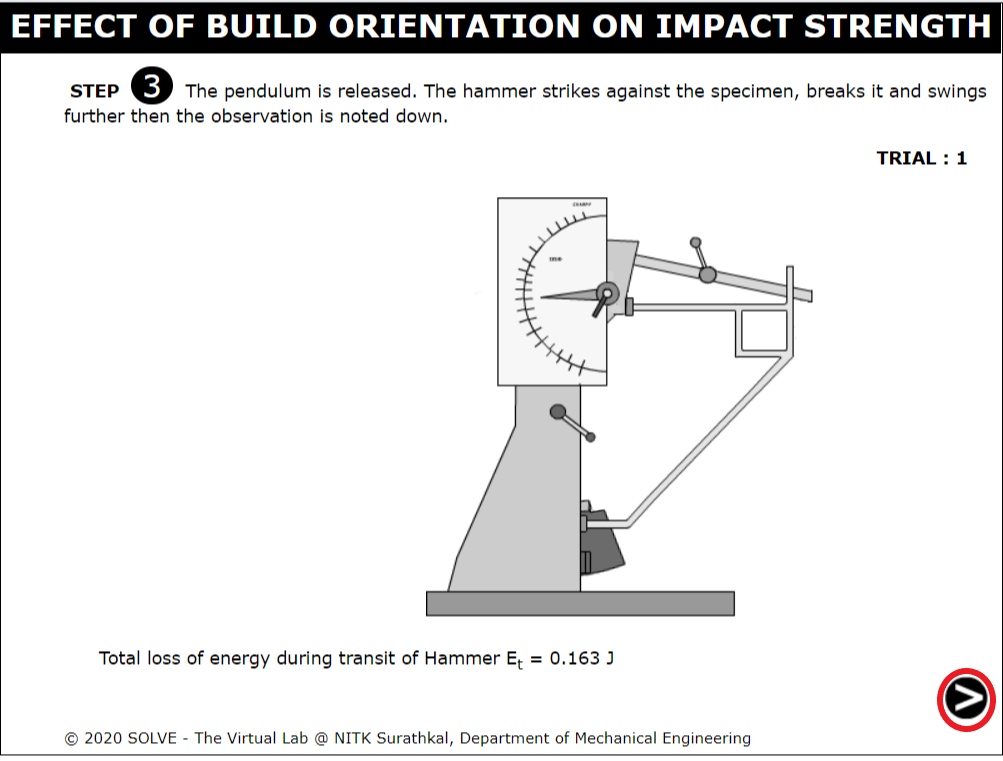 EFFECT OF BUILD ORIENTATION ON IMPACT STRENGTH
STEP 3 The pendulum is released. The hammer strikes against the specimen, breaks it and swings
further then the observation is noted down.
TRIAL : 1
CHARPY
IZOD
Total loss of energy during transit of Hammer Et = 0.163 J
© 2020 SOLVE - The Virtual Lab @ NITK Surathkal, Department of Mechanical Engineering